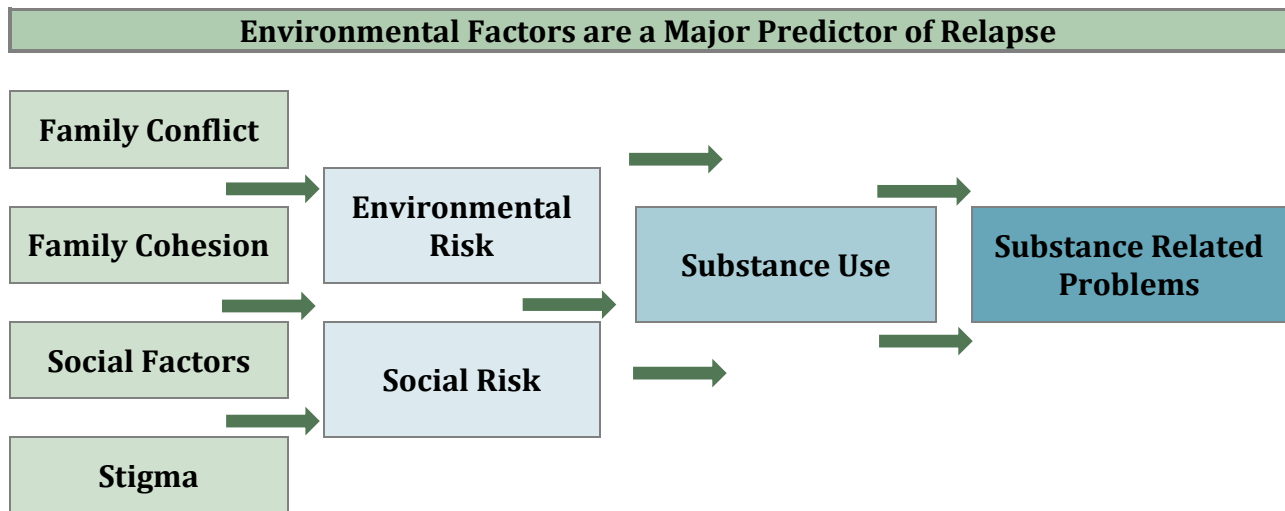 Environmental Factors are a Major Predictor of Relapse
Family Conflict
Family Cohesion
Social Factors
Stigma
Environmental
Risk
Social Risk
Substance Use
Substance Related
Problems